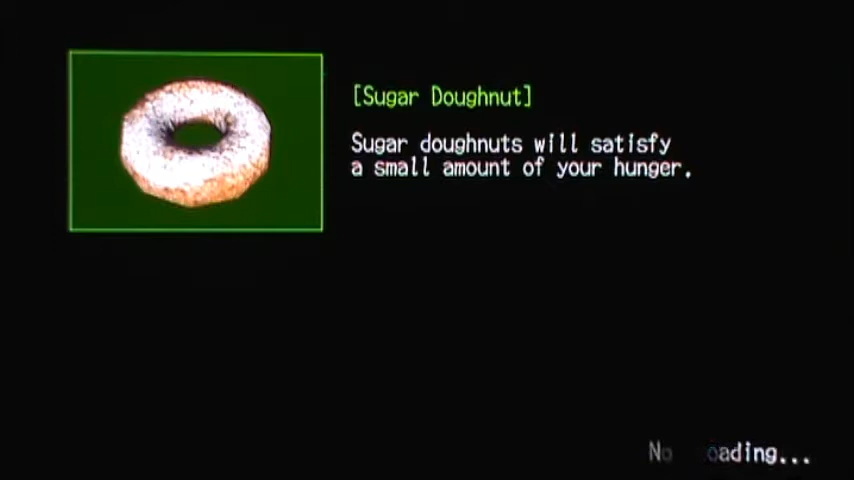 [Sugar Doughnut]
Sugar doughnuts will satisfy
a small amount of your hunger.
No oading...